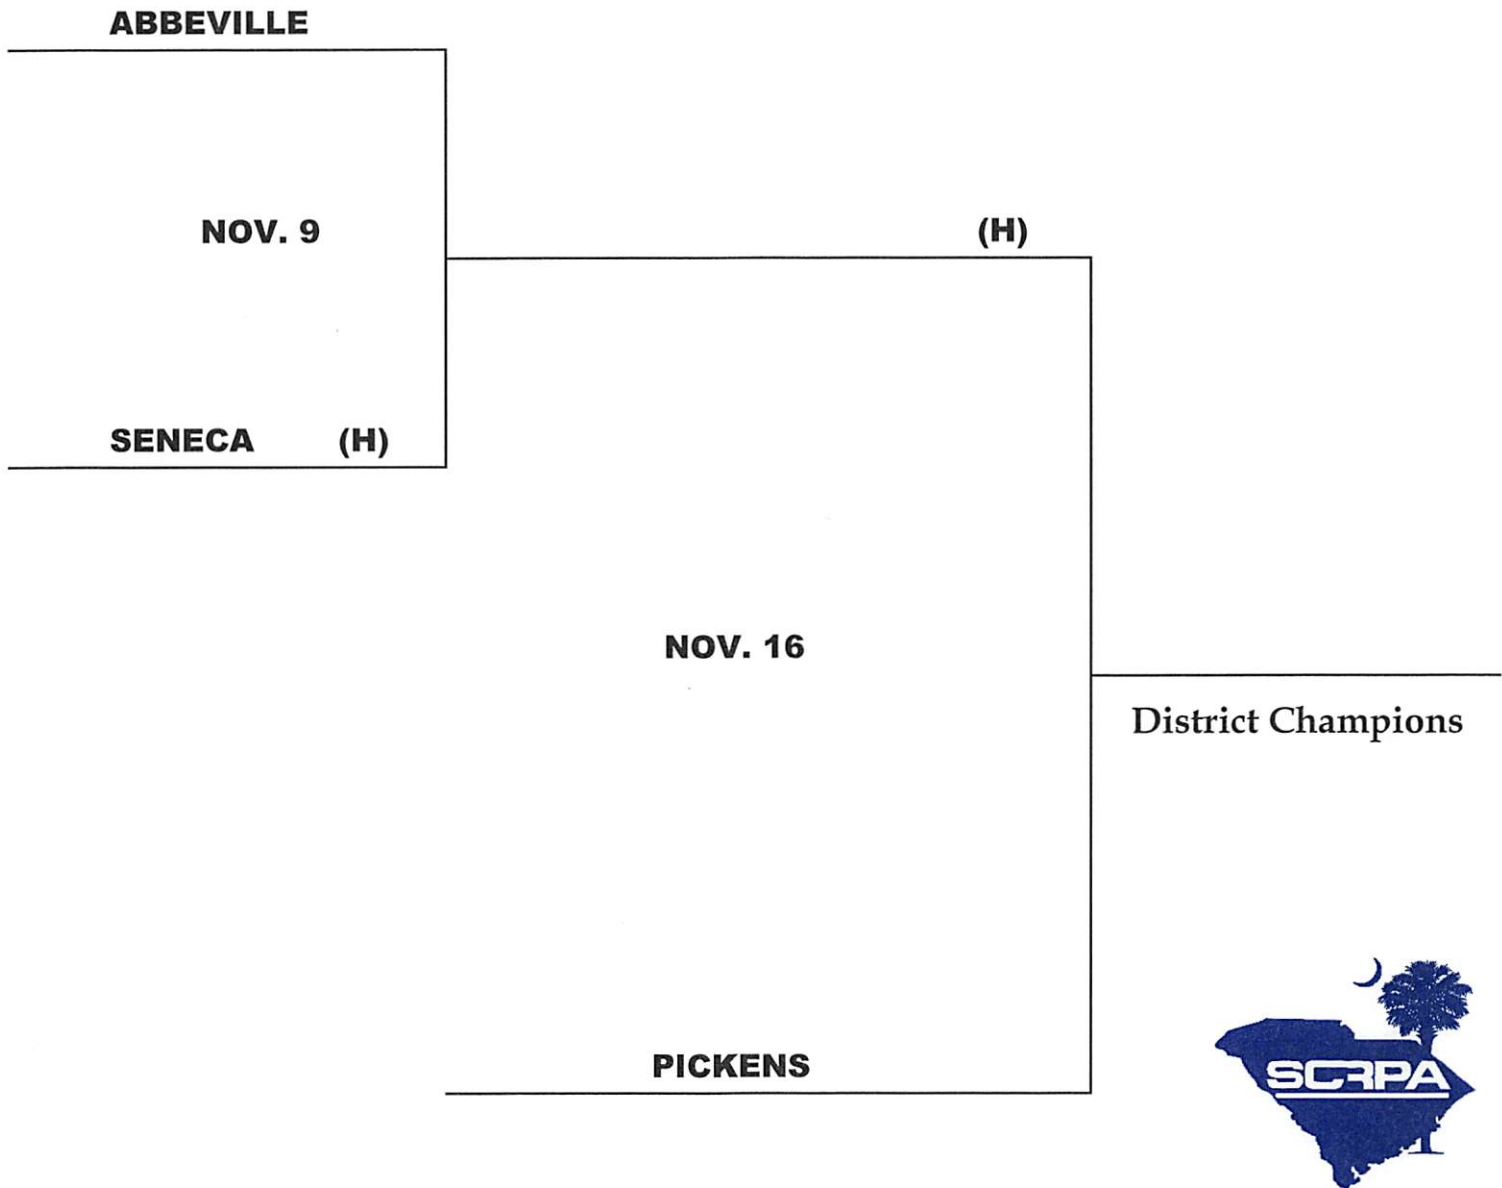 ABBEVILLE
NOV. 9
(H)
SENECA (H)
NOV. 16
District Champions
PICKENS
SCRPA